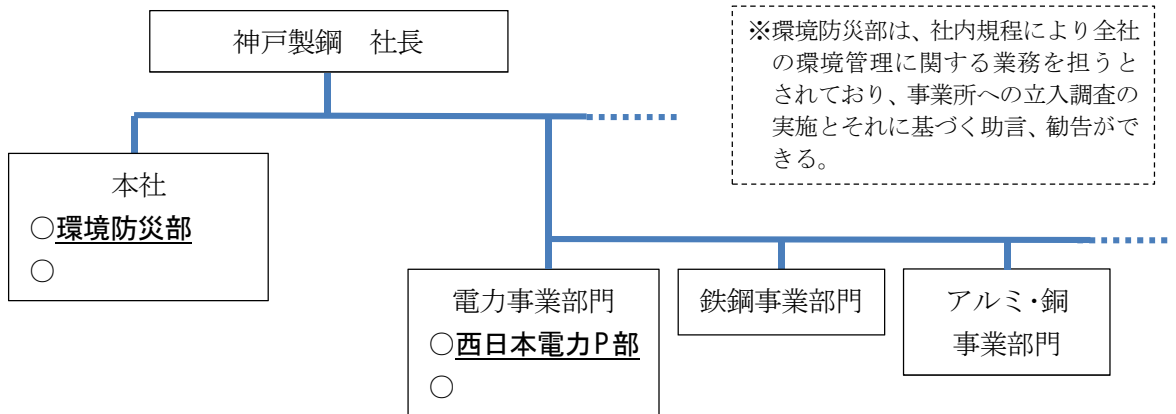 神戸製鋼　社長
※環境防災部は、社内規程により全社
の環境管理に関する業務を担うと
されており、事業所への立入調査の
実施とそれに基づく助言、勧告がで
きる。
本社
○環境防災部
○
電力事業部門
○西日本電力P部
○
鉄鋼事業部門
アルミ・銅
事業部門